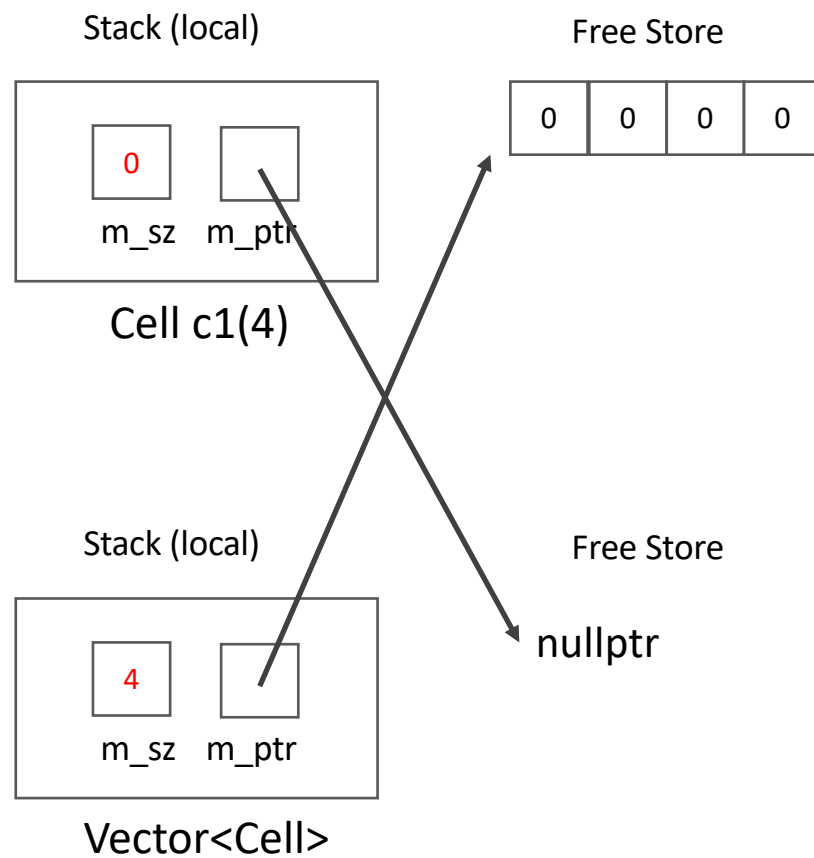 Stack (local)
Free Store
0 0 0 0
0
m_sz m_ptr
Cell c1(4)
Stack (local)
Free Store
nullptr
4
m_sz m_ptr
Vector<Cell>